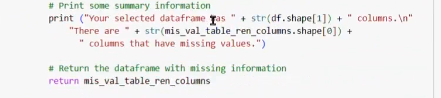 # Print some summary information
print ("Your selected dataframe has " + str(df.shape[1]) + " columns.\n"
"There are " + str(mis_val_table_ren_columns.shape[0]) +
" columns that have missing values.")
# Return the dataframe with missing information
return mis_val_table_ren_columns